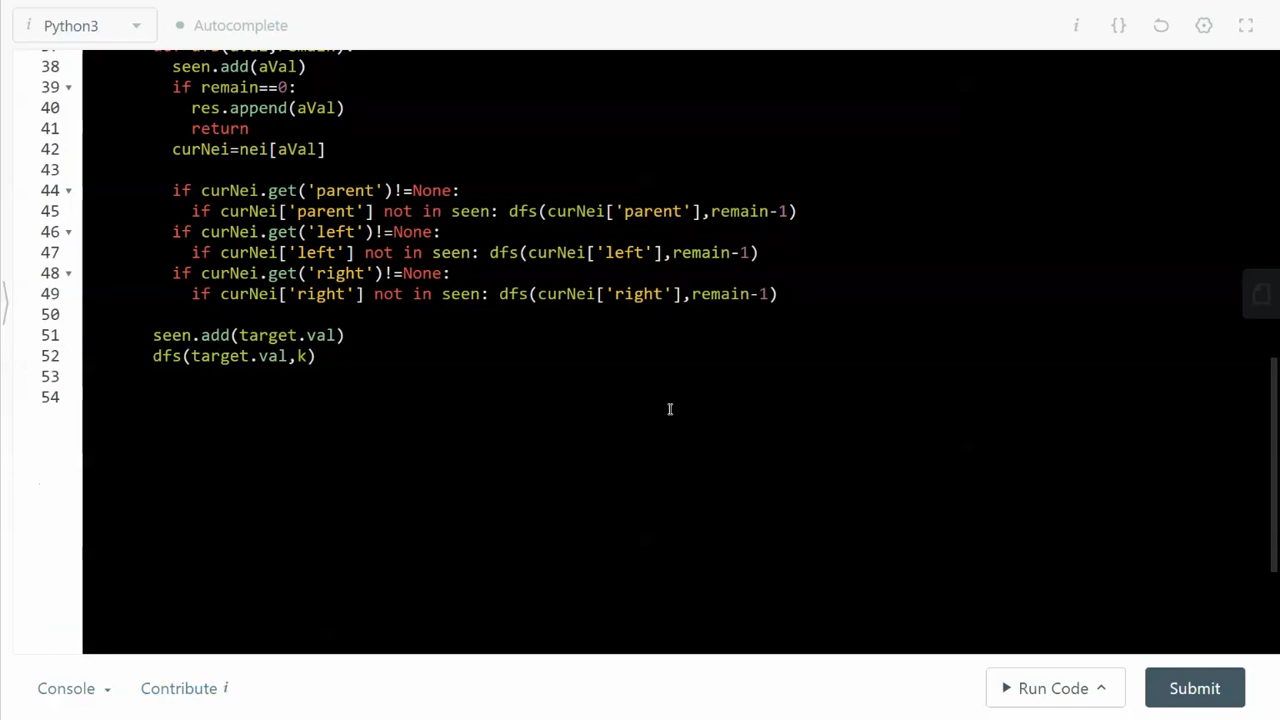 i Python3 Autocomplete i {}
38 seen.add(aVal)
39 if remain==0:
40 res.append(aVal)
41 return
42 curNei=nei[aVal]
43
44 if curNei.get('parent')!=None:
45 if curNei['parent'] not in seen: dfs(curNei['parent'],remain-1)
46 if curNei.get('left')!=None:
47 if curNei['left'] not in seen: dfs(curNei['left'],remain-1)
48 if curNei.get('right')!=None:
49 if curNei['right'] not in seen: dfs(curNei['right'],remain-1)
50
51 seen.add(target.val)
52 dfs(target.val,k)
53
54
Console Contribute i Run Code Submit